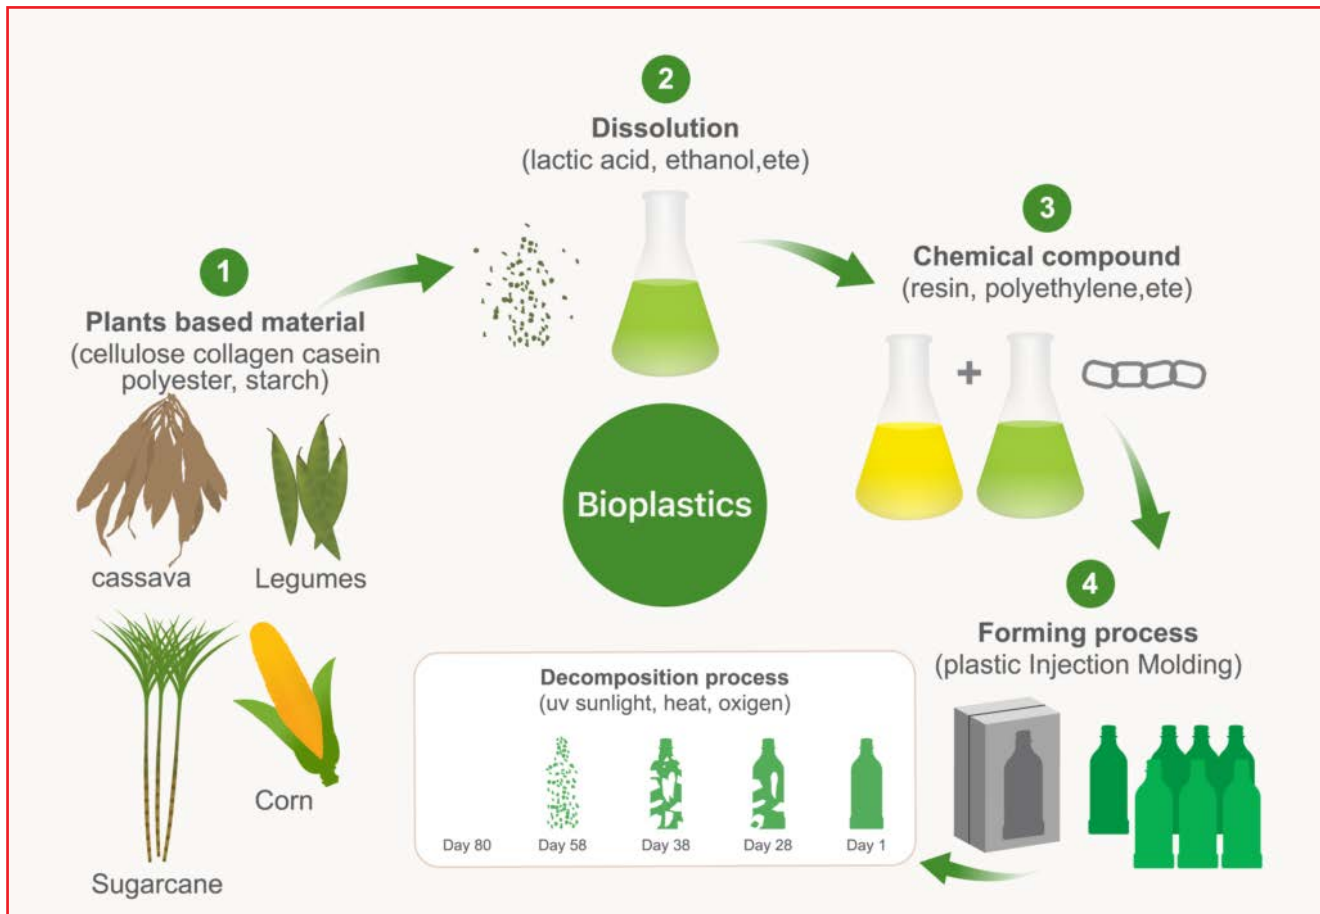 1
Plants based material
(cellulose collagen casein
polyester, starch)
cassava
Legumes
Sugarcane
Corn
2
Dissolution
(lactic acid, ethanol,ete)
3
Chemical compound
(resin, polyethylene,ete)
+
Bioplastics
4
Forming process
(plastic Injection Molding)
Decomposition process
(uv sunlight, heat, oxigen)
Day 80
Day 58
Day 38
Day 28
Day 1